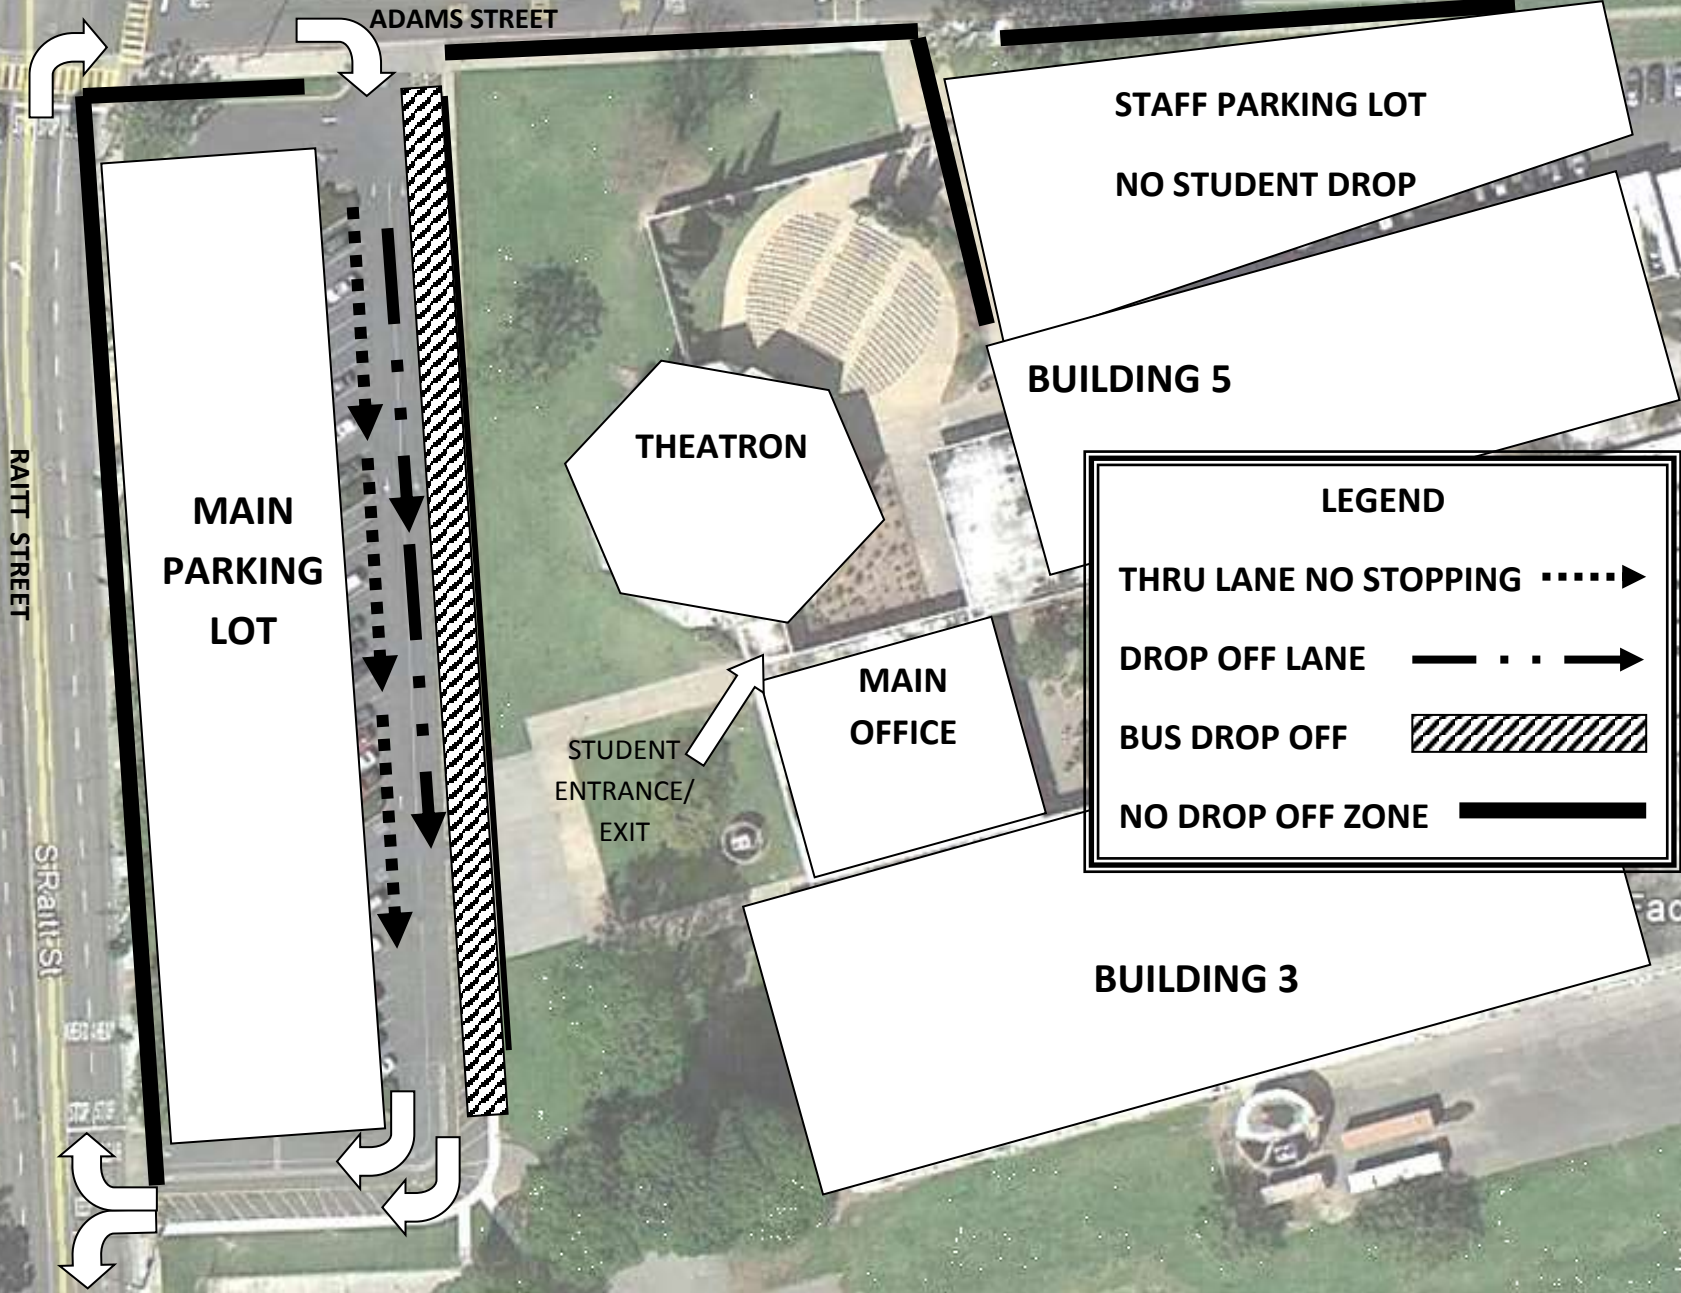 ADAMS STREET
STAFF PARKING LOT
NO STUDENT DROP
BUILDING 5
THEATRON
RAITT STREET
MAIN
PARKING
LOT
LEGEND
THRU LANE NO STOPPING
DROP OFF LANE
BUS DROP OFF
NO DROP OFF ZONE
MAIN
OFFICE
STUDENT
ENTRANCE/
EXIT
S Raitt St
Fac
BUILDING 3